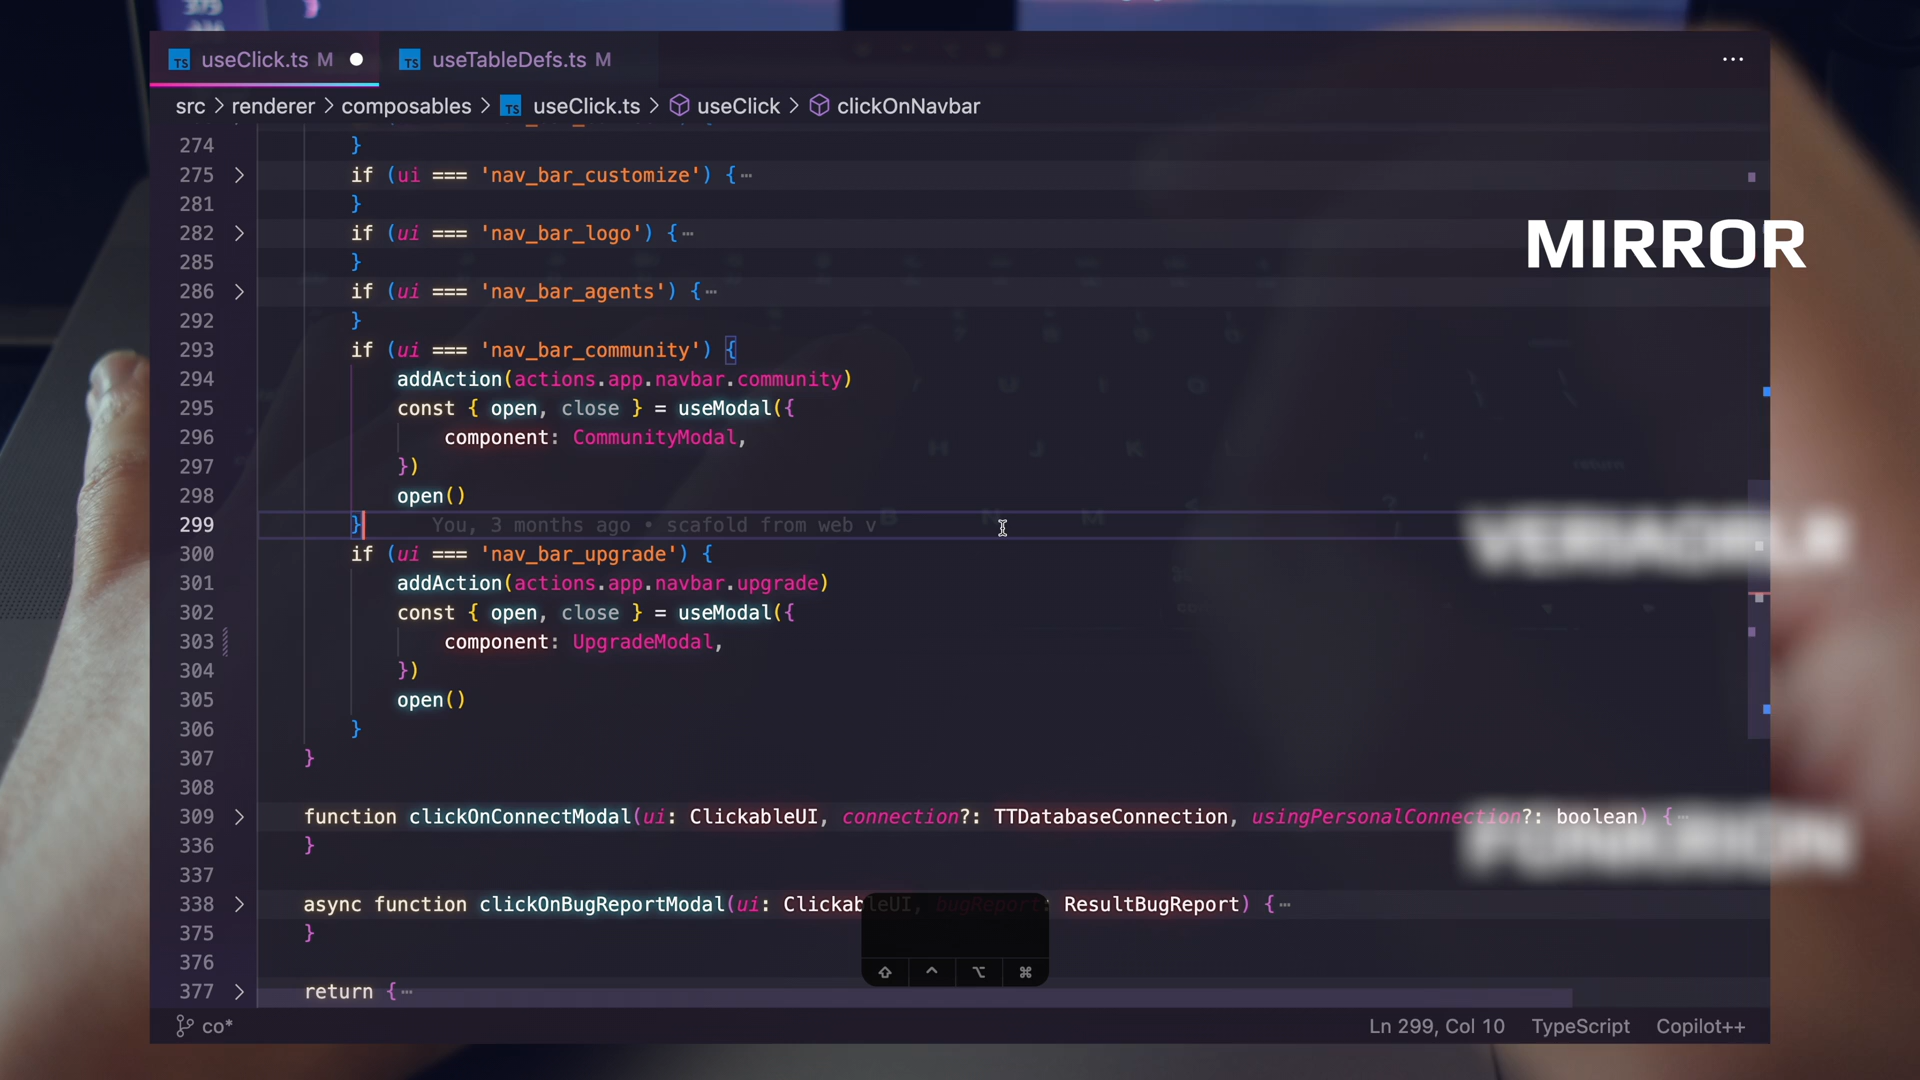 useClick.ts M
useTableDefs.ts M
src > renderer > composables > TS useClick.ts > useClick > clickOnNavbar
274 }
275 if (ui === 'nav_bar_customize') {…
281 }
282 if (ui === 'nav_bar_logo') {…
285 }
286 if (ui === 'nav_bar_agents') {…
292 }
293 if (ui === 'nav_bar_community') {
294 addAction(actions.app.navbar.community)
295 const { open, close } = useModal({
296 component: CommunityModal,
297 })
298 open()
299 } You, 3 months ago • scafold from web v
300 if (ui === 'nav_bar_upgrade') {
301 addAction(actions.app.navbar.upgrade)
302 const { open, close } = useModal({
303 component: UpgradeModal,
304 })
305 open()
306 }
307 }
308
309 function clickOnConnectModal(ui: ClickableUI, connection?: TTDatabaseConnection, usingPersonalConnection?: boolean) {…
336 }
337
338 async function clickOnBugReportModal(ui: ClickableUI, bugReport: ResultBugReport) {…
375 }
376
377 return {…
MIRROR
co*
Ln 299, Col 10
TypeScript
Copilot++